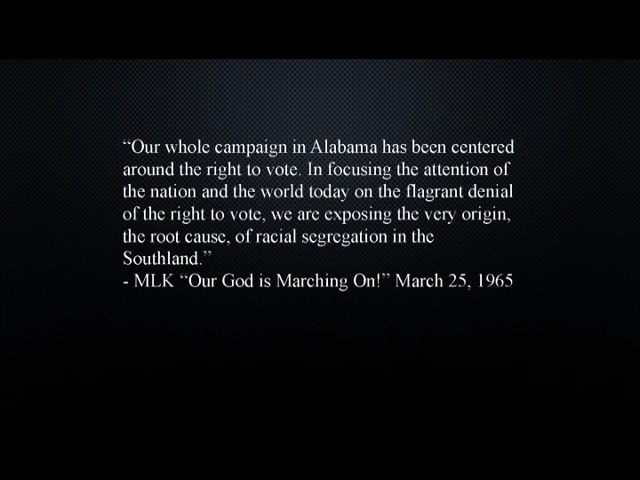 “Our whole campaign in Alabama has been centered
around the right to vote. In focusing the attention of
the nation and the world today on the flagrant denial
of the right to vote, we are exposing the very origin,
the root cause, of racial segregation in the
Southland.”
- MLK “Our God is Marching On!” March 25, 1965